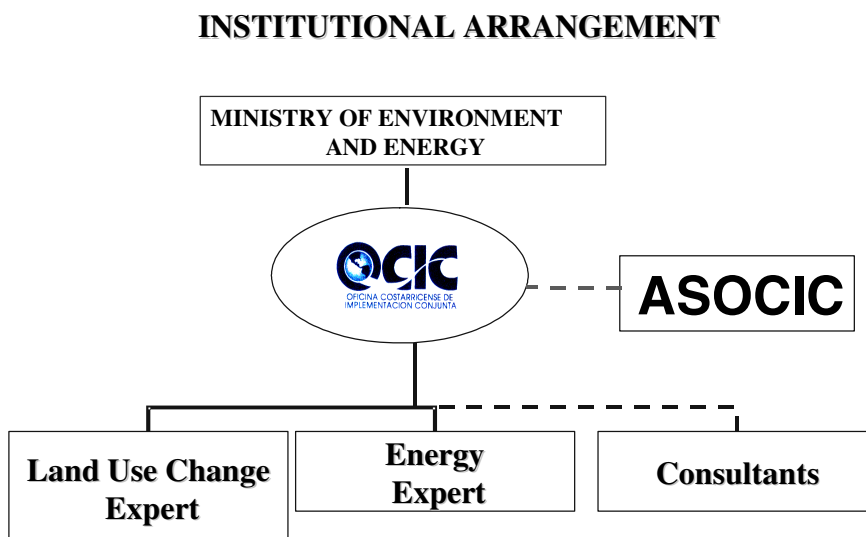 INSTITUTIONAL ARRANGEMENT
MINISTRY OF ENVIRONMENT
AND ENERGY
OCIC
OFICINA COSTARRICENSE DE
IMPLEMENTACION CONJUNTA
ASOCIC
Land Use Change
Expert
Energy
Expert
Consultants